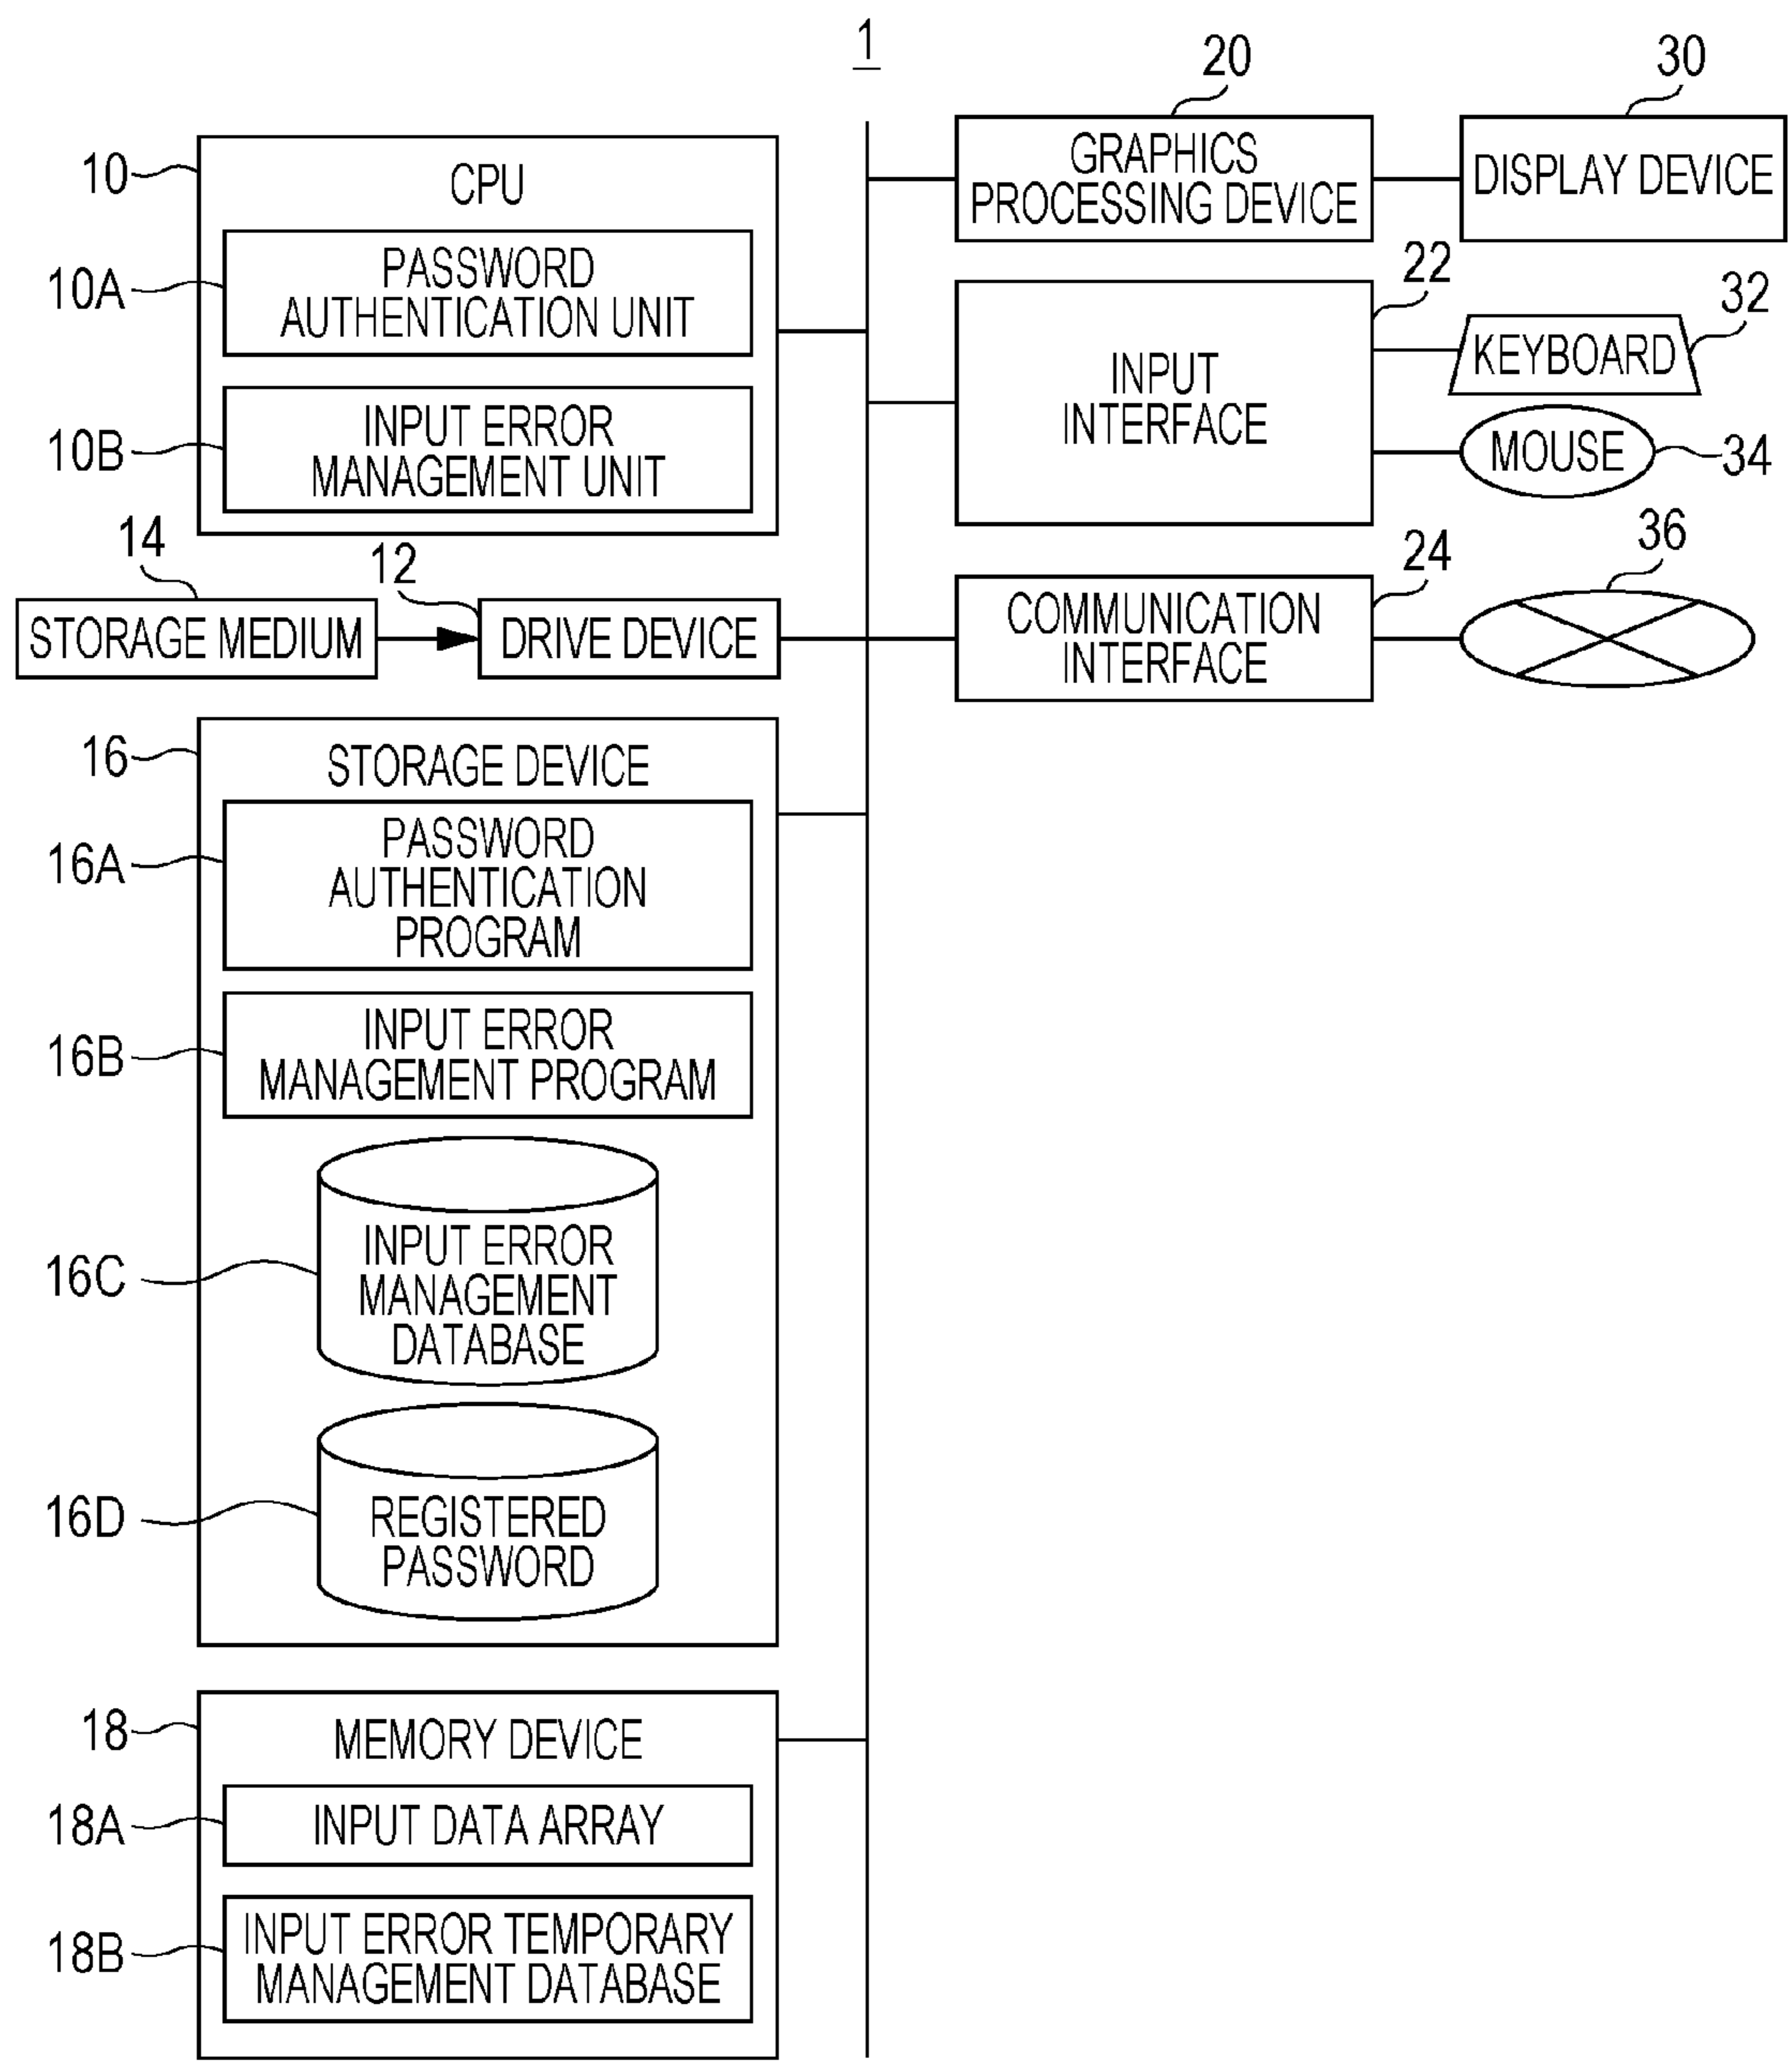 1
10
CPU
10A
PASSWORD
AUTHENTICATION UNIT
10B
INPUT ERROR
MANAGEMENT UNIT
14
STORAGE MEDIUM
12
DRIVE DEVICE
16
STORAGE DEVICE
16A
PASSWORD
AUTHENTICATION
PROGRAM
16B
INPUT ERROR
MANAGEMENT PROGRAM
16C
INPUT ERROR
MANAGEMENT
DATABASE
16D
REGISTERED
PASSWORD
18
MEMORY DEVICE
18A
INPUT DATA ARRAY
18B
INPUT ERROR TEMPORARY
MANAGEMENT DATABASE
20
GRAPHICS
PROCESSING DEVICE
30
DISPLAY DEVICE
22
INPUT
INTERFACE
32
KEYBOARD
MOUSE
34
24
COMMUNICATION
INTERFACE
36